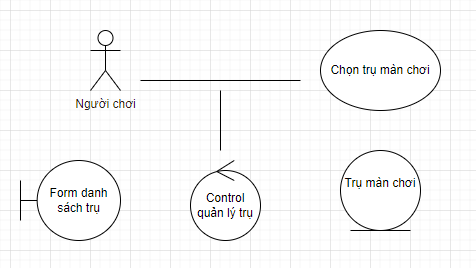 Chọn trụ màn chơi
Người chơi
Form danh
sách trụ
Control
quản lý trụ
Trụ màn chơi